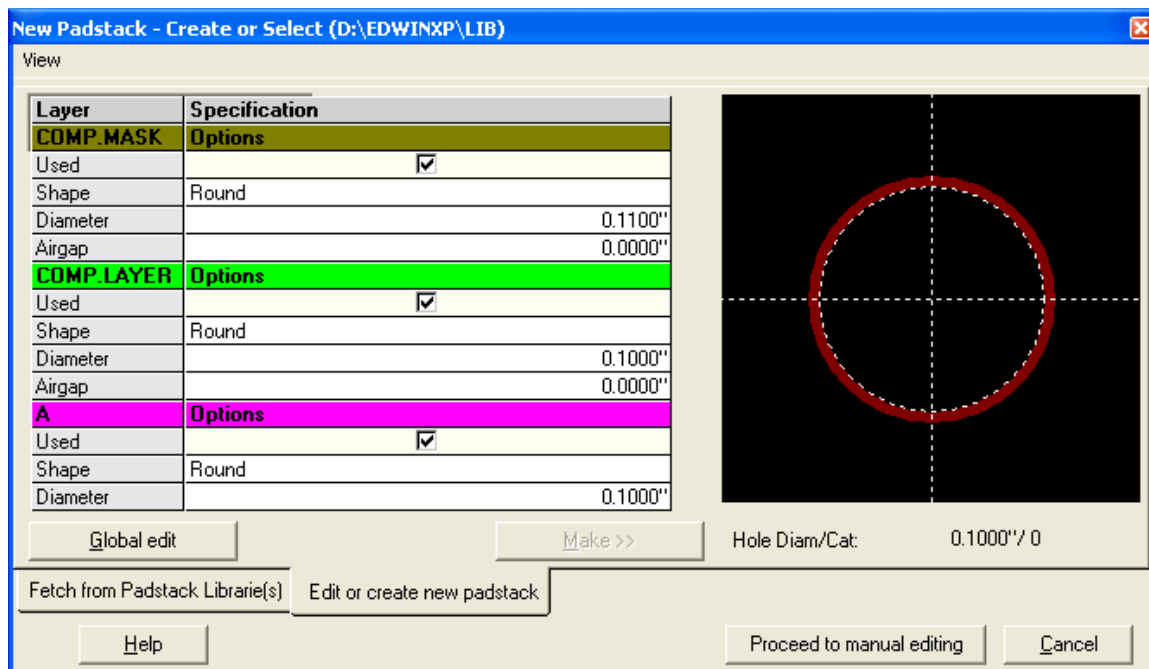 New Padstack - Create or Select (D:\EDWINXP\LIB)
View
Layer Specification
COMP.MASK Options
Used
Shape Round
Diameter 0.1100"
Airgap 0.0000"
COMP.LAYER Options
Used
Shape Round
Diameter 0.1000"
Airgap 0.0000"
A Options
Used
Shape Round
Diameter 0.1000"
Global edit Make >> Hole Diam/Cat: 0.1000"/ 0
Fetch from Padstack Librarie(s) Edit or create new padstack
Help Proceed to manual editing Cancel